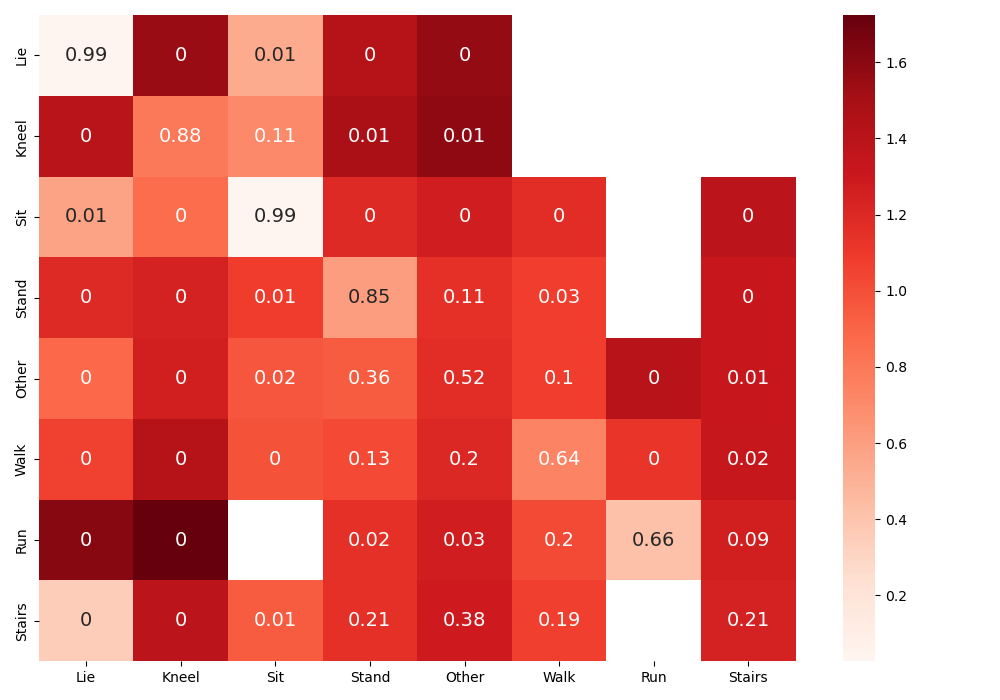 Lie 0.99 0 0.01 0 0
Kneel 0 0.88 0.11 0.01 0.01
Sit 0.01 0 0.99 0 0 0 0
Stand 0 0 0.01 0.85 0.11 0.03 0
Other 0 0 0.02 0.36 0.52 0.1 0 0.01
Walk 0 0 0 0.13 0.2 0.64 0 0.02
Run 0 0 0.02 0.03 0.2 0.66 0.09
Stairs 0 0 0.01 0.21 0.38 0.19 0.21
Lie Kneel Sit Stand Other Walk Run Stairs
1.6
1.4
1.2
1.0
0.8
0.6
0.4
0.2